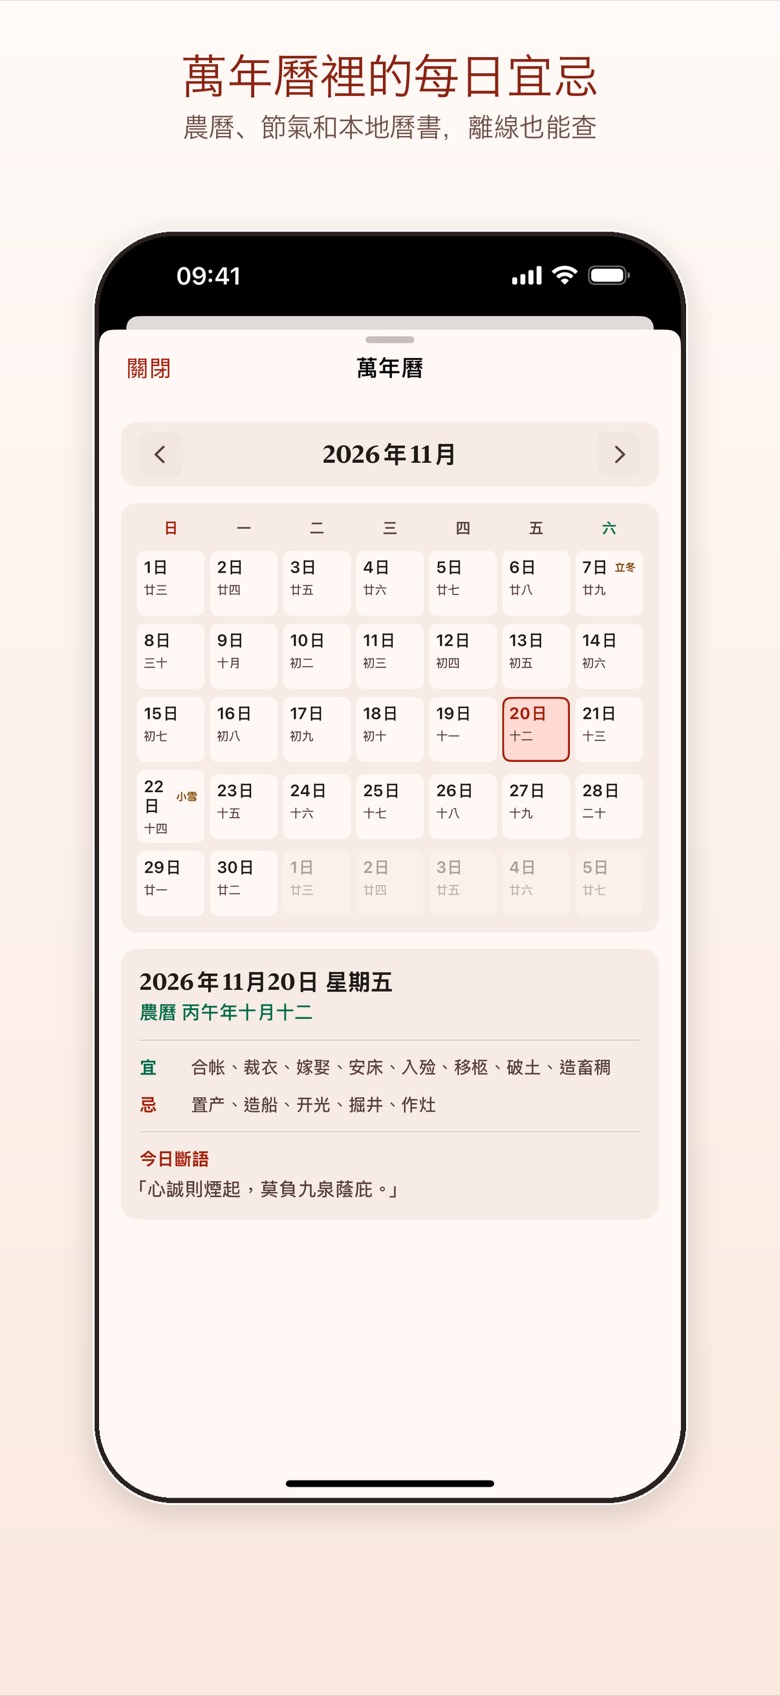 萬年曆裡的每日宜忌
農曆、節氣和本地曆書，離線也能查
09:41
關閉
萬年曆
2026年11月
日 一 二 三 四 五 六
1日 2日 3日 4日 5日 6日 7日 立冬
廿三 廿四 廿五 廿六 廿七 廿八 廿九
8日 9日 10日 11日 12日 13日 14日
三十 十月 初二 初三 初四 初五 初六
15日 16日 17日 18日 19日 20日 21日
初七 初八 初九 初十 十一 十二 十三
22日 小雪 23日 24日 25日 26日 27日 28日
十四 十五 十六 十七 十八 十九 二十
29日 30日 1日 2日 3日 4日 5日
廿一 廿二 廿三 廿四 廿五 廿六 廿七
2026年11月20日 星期五
農曆 丙午年十月十二
宜 合帐、裁衣、嫁娶、安床、入殓、移柩、破土、造畜稠
忌 置产、造船、开光、掘井、作灶
今日斷語
「心誠則煙起，莫負九泉蔭庇。」